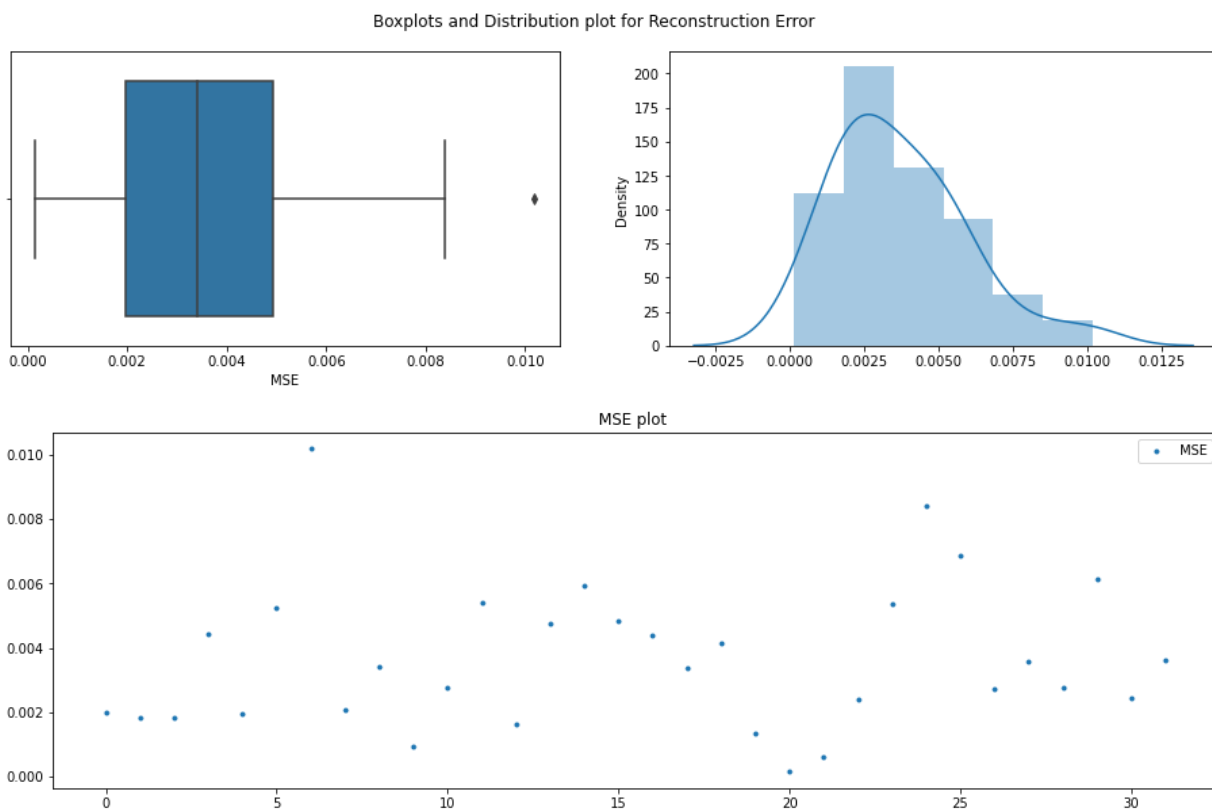 Boxplots and Distribution plot for Reconstruction Error
0.000 0.002 0.004 0.006 0.008 0.010
MSE
200
175
150
125
100
75
50
25
0
Density
−0.0025 0.0000 0.0025 0.0050 0.0075 0.0100 0.0125
MSE plot
MSE
0.010
0.008
0.006
0.004
0.002
0.000
0 5 10 15 20 25 30